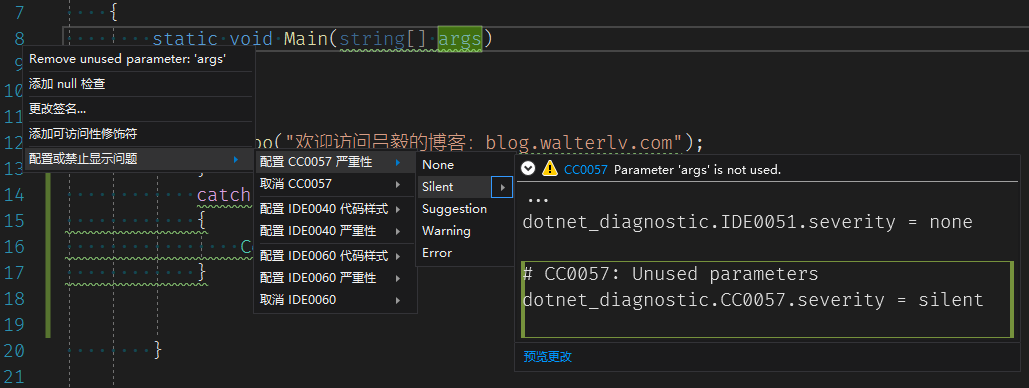 7 {
8 static void Main(string[] args)
9
Remove unused parameter: 'args'
10
添加 null 检查
11
更改签名...
12 oo("欢迎访问吕毅的博客: blog.walterlv.com");
添加可访问性修饰符
13 }
配置或禁止显示问题
14 catch
15 {
16 C
17 }
18
19
20 }
21
配置 CC0057 严重性
取消 CC0057
配置 IDE0040 代码样式
配置 IDE0040 严重性
配置 IDE0060 代码样式
配置 IDE0060 严重性
取消 IDE0060
None
Silent
Suggestion
Warning
Error
CC0057 Parameter 'args' is not used.
...
dotnet_diagnostic.IDE0051.severity = none
# CC0057: Unused parameters
dotnet_diagnostic.CC0057.severity = silent
预览更改